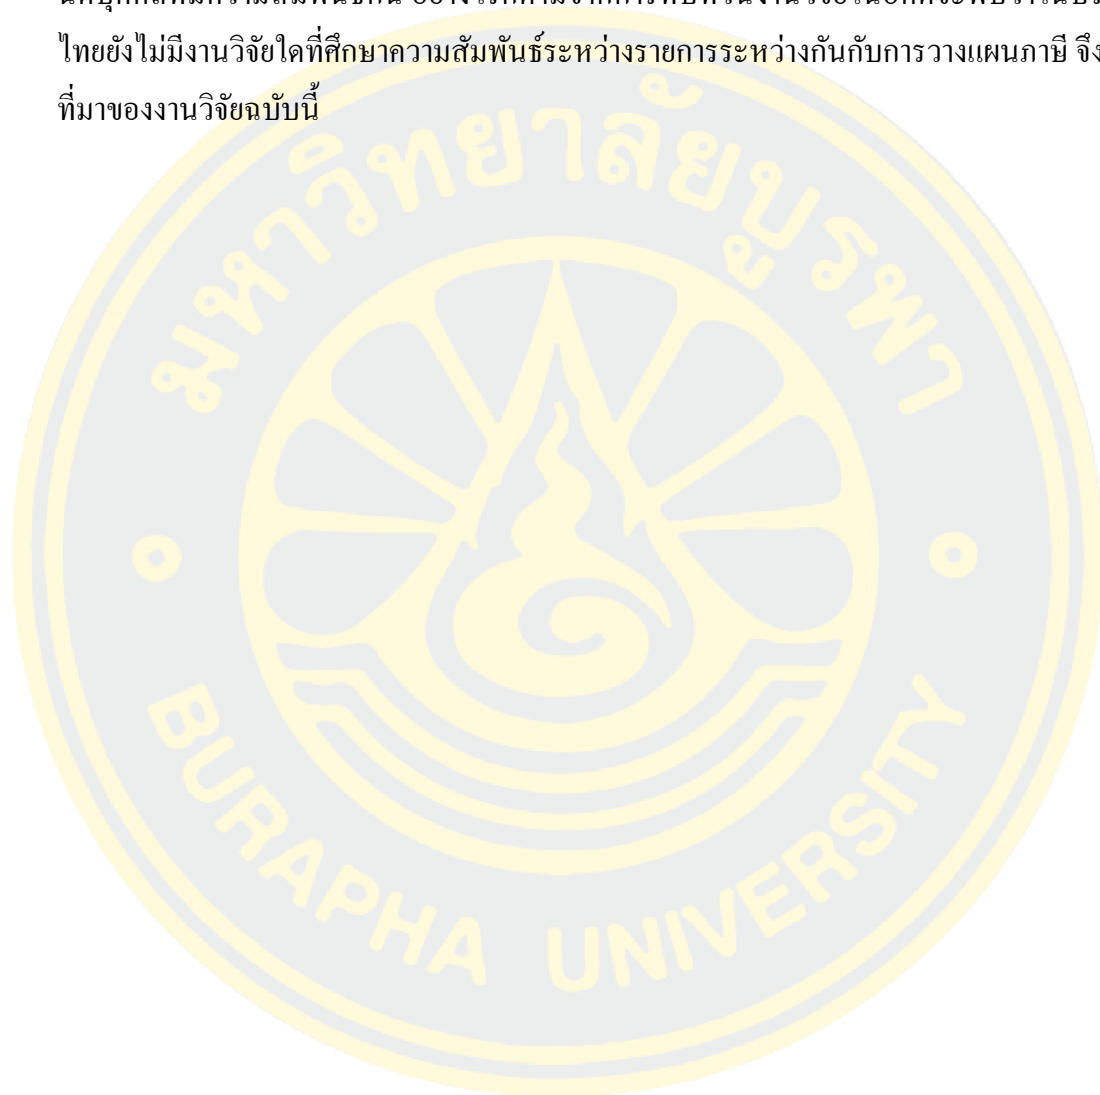 ไทยยังไม่มีงานวิจัยใดที่ศึกษาความสัมพันธ์ระหว่างรายการระหว่างกันกับการวางแผนภาษี จึง
ที่มาของงานวิจัยฉบับนี้
มหาวิทยาลัยบูรพา
BURAPHA UNIVERSITY